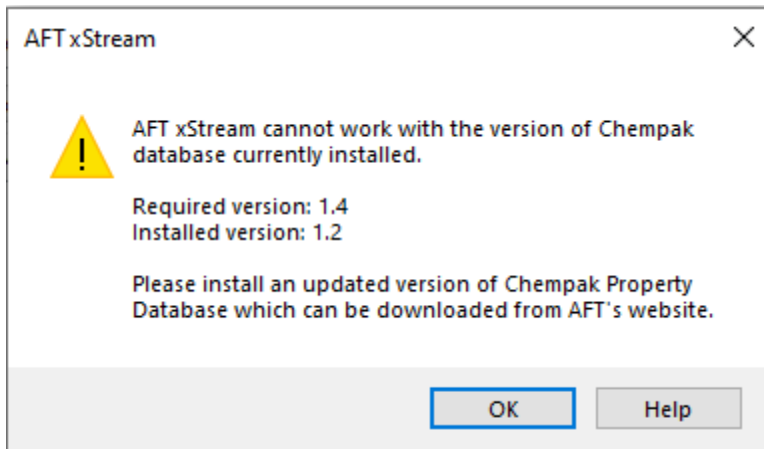 AFT xStream
AFT xStream cannot work with the version of Chempak
database currently installed.
Required version: 1.4
Installed version: 1.2
Please install an updated version of Chempak Property
Database which can be downloaded from AFT's website.
OK
Help